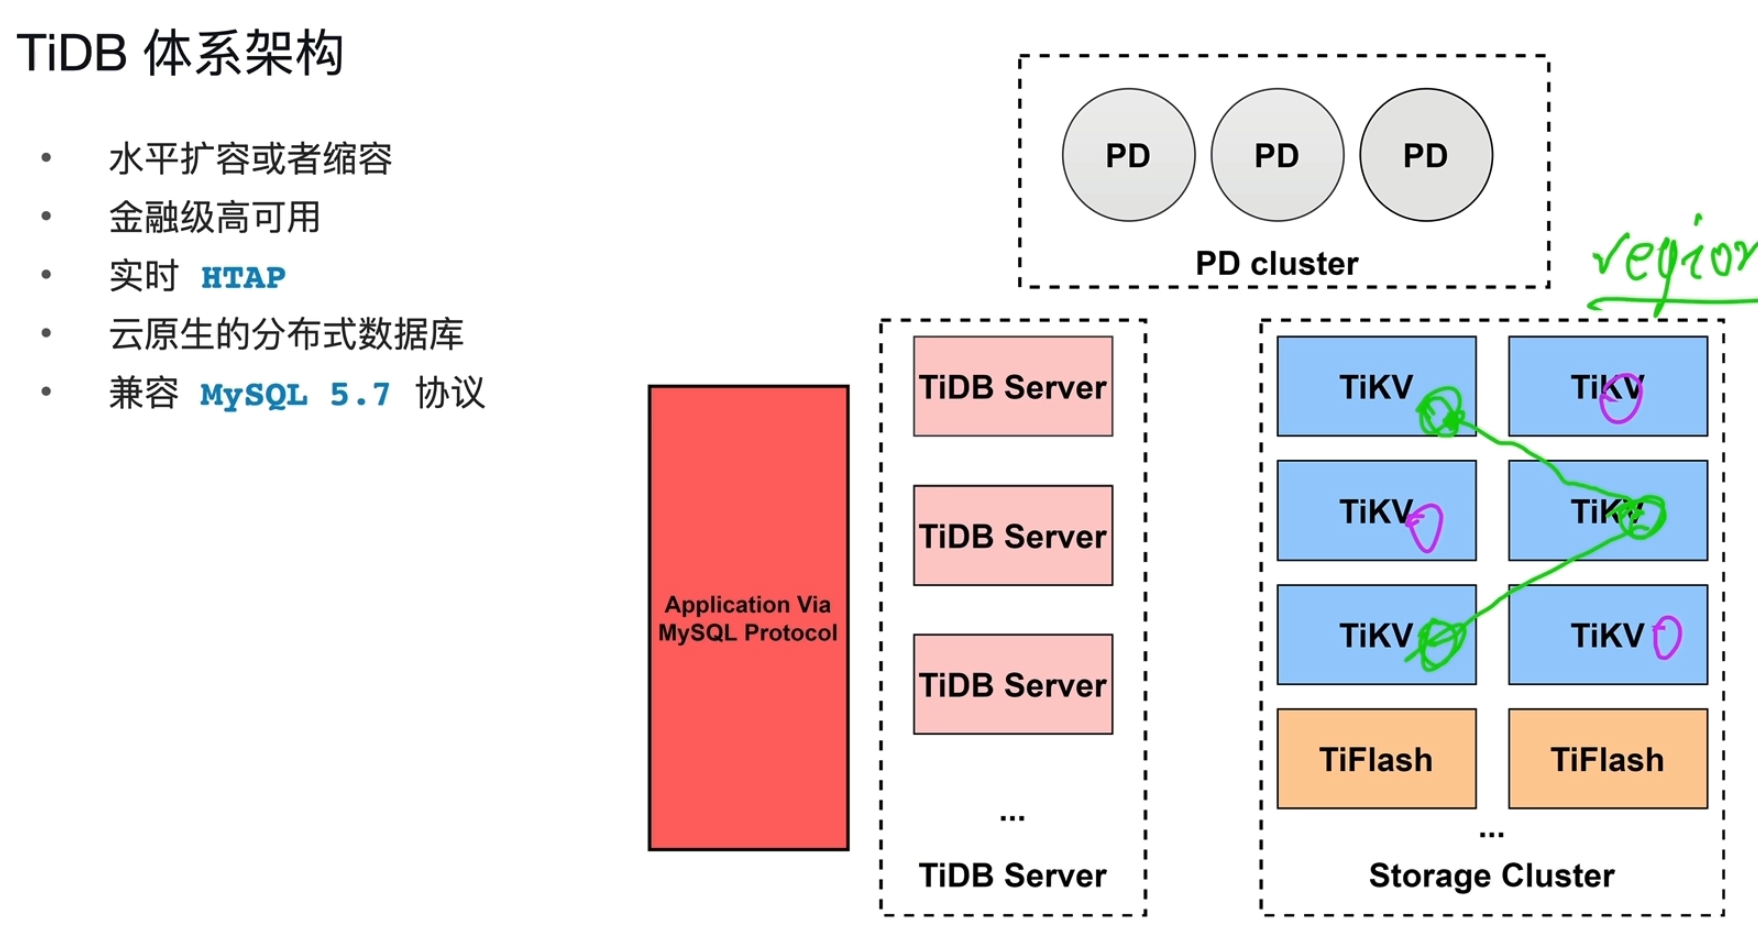 TiDB 体系架构
• 水平扩容或者缩容
• 金融级高可用
• 实时 HTAP
• 云原生的分布式数据库
• 兼容 MySQL 5.7 协议
PD PD PD
PD cluster
region
Application Via
MySQL Protocol
TiDB Server
TiDB Server
TiDB Server
...
TiDB Server
TiKV TiKV
TiKV TiKV
TiKV TiKV
TiFlash TiFlash
...
Storage Cluster